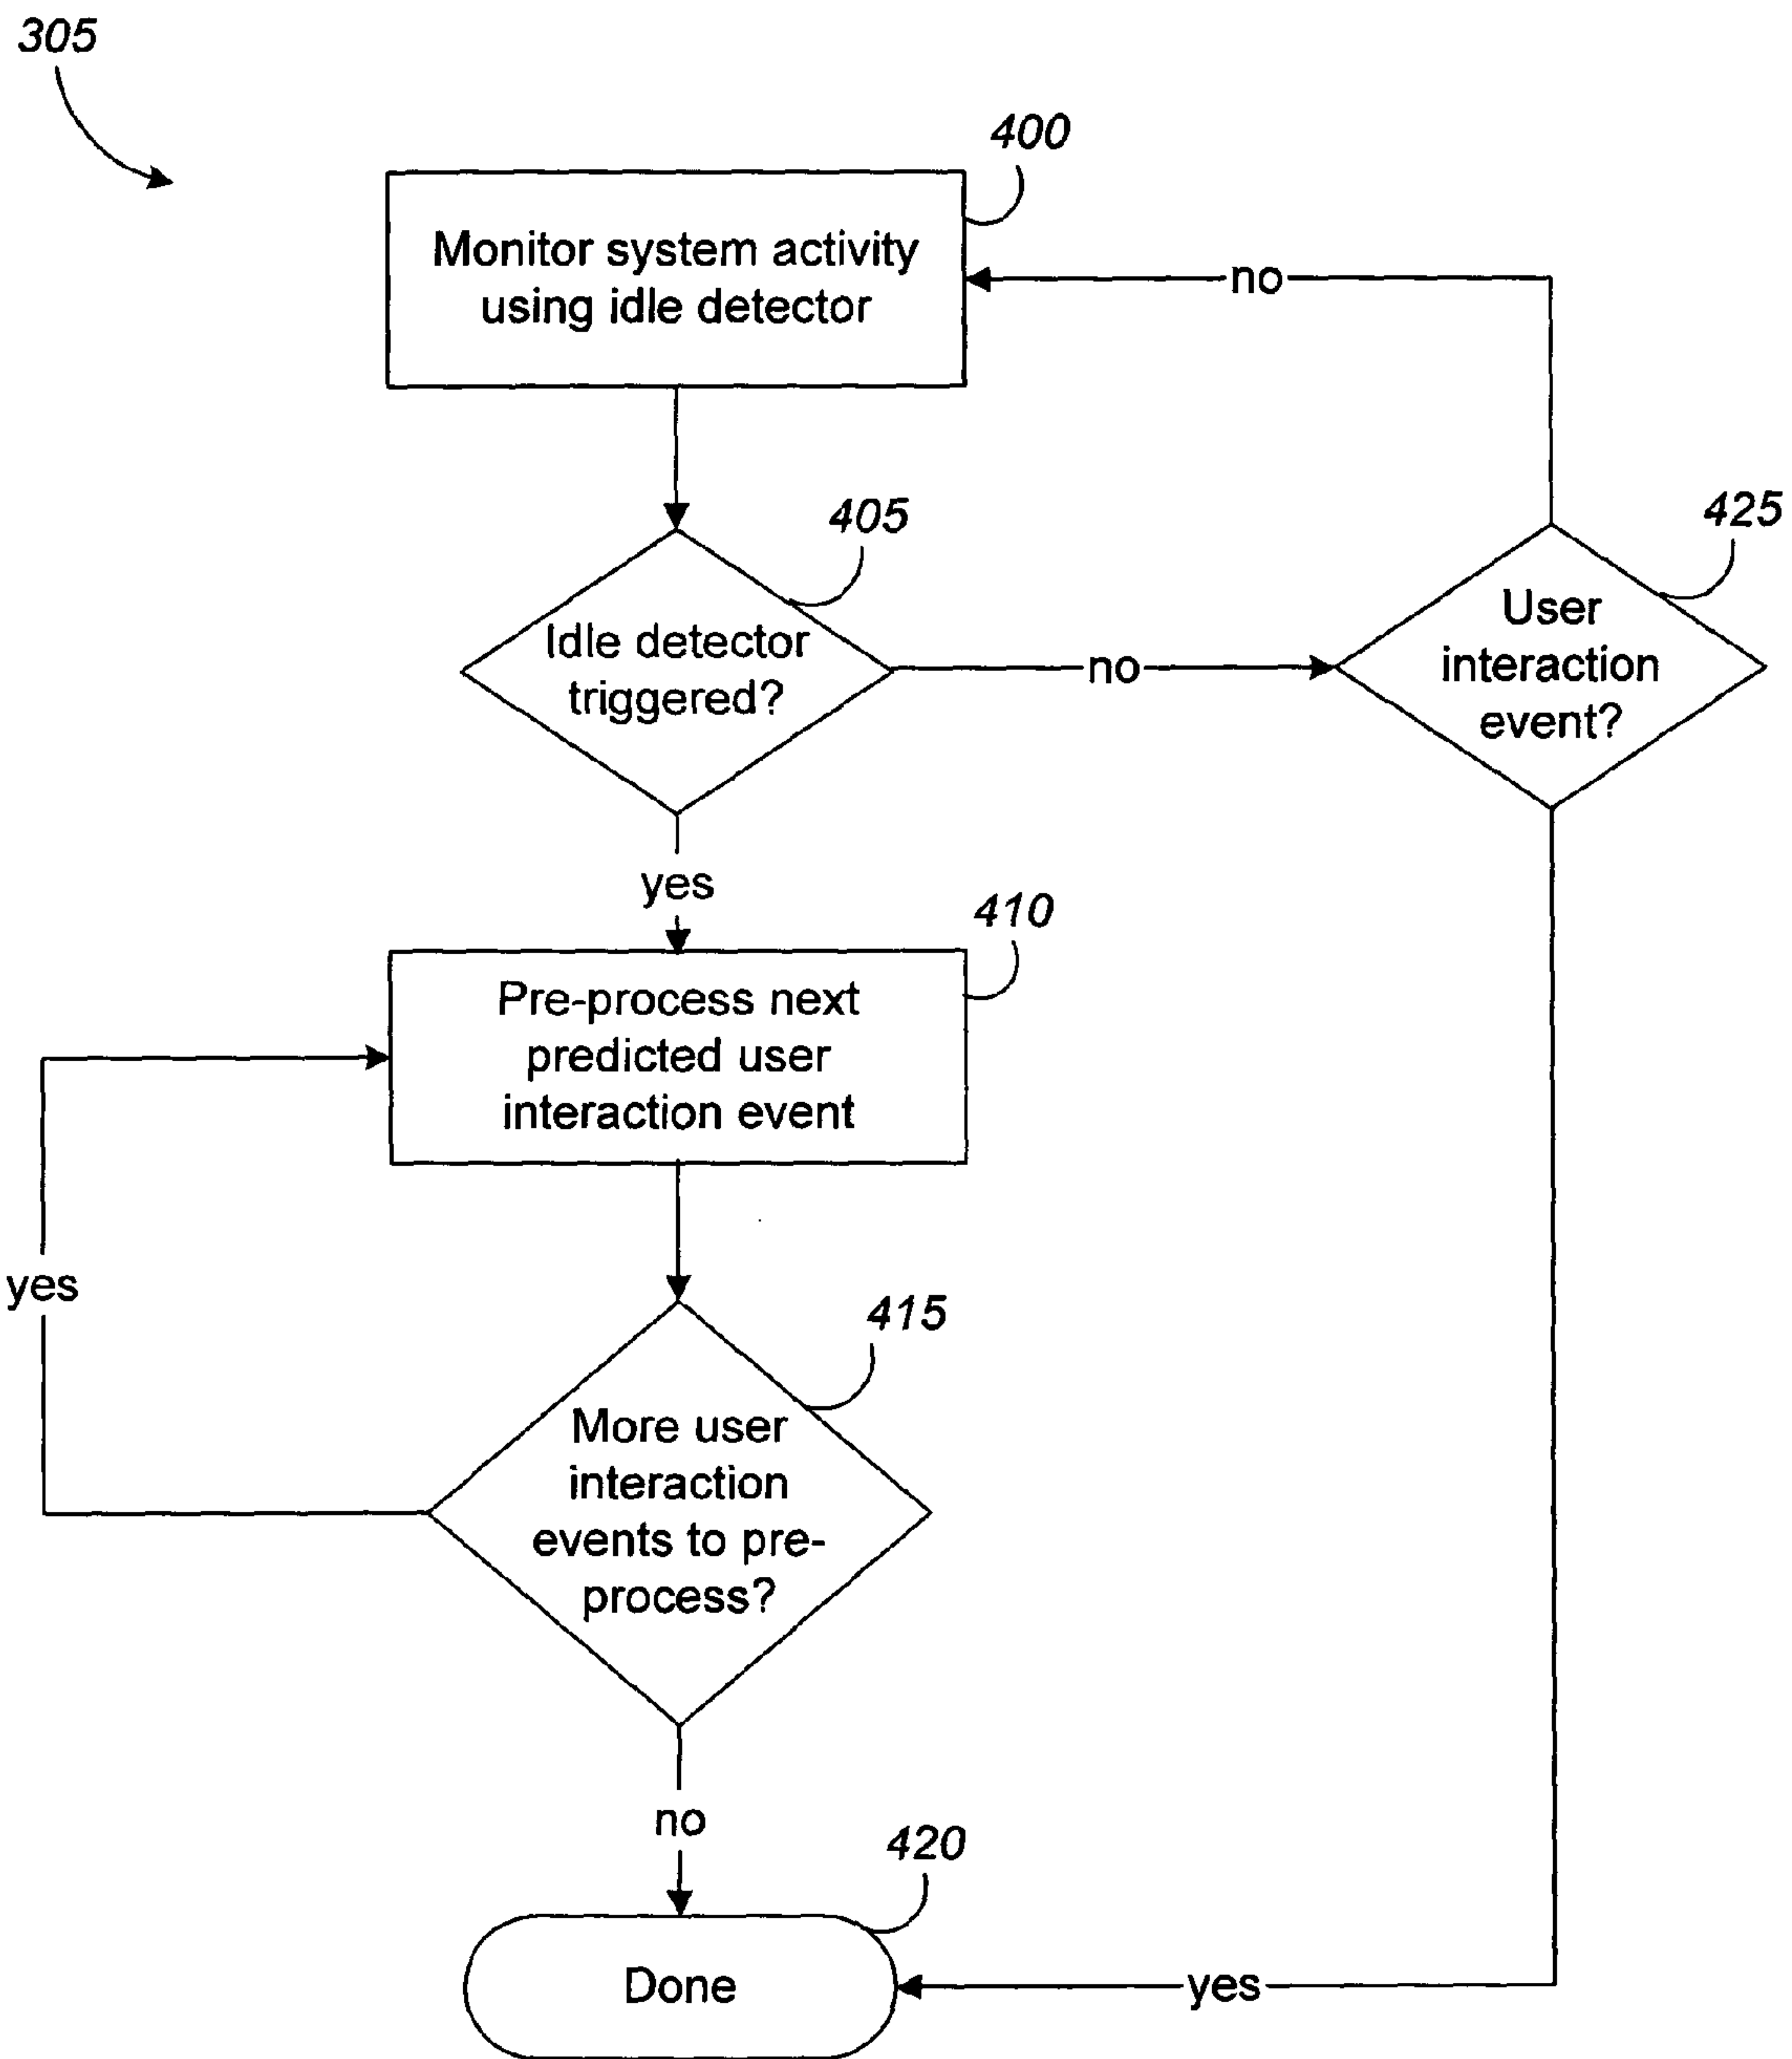 305
400
Monitor system activity
using idle detector
no
405
425
Idle detector
triggered?
no
User
interaction
event?
yes
410
Pre-process next
predicted user
interaction event
yes
415
More user
interaction
events to pre-
process?
no
420
Done
yes